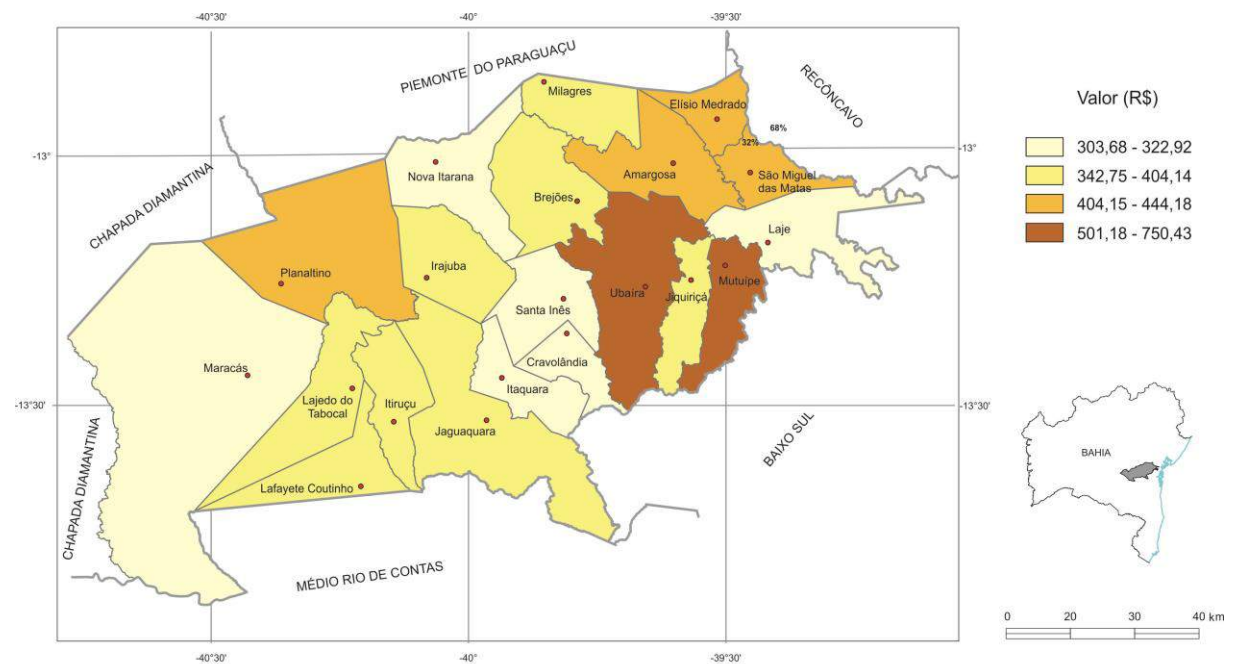 -40°30'
-40°
-39°30'
PIEMONTE DO PARAGUAÇU
RECÔNCAVO
Milagres
Elísio Medrado
68%
32%
-13°
-13°
Nova Itarana
Amargosa
São Miguel
das Matas
CHAPADA DIAMANTINA
Brejões
Laje
Planaltino
Irajuba
Ubaíra
Jiquiriçá
Mutuípe
Santa Inês
Cravolândia
Maracás
Itaquara
Lajedo do
Tabocal
Itiruçu
-13°30'
-13°30'
Jaguaquara
BAIXO SUL
Lafayete Coutinho
CHAPADA DIAMANTINA
MÉDIO RIO DE CONTAS
-40°30'
-40°
-39°30'
Valor (R$)
303,68 - 322,92
342,75 - 404,14
404,15 - 444,18
501,18 - 750,43
BAHIA
0 20 40 km